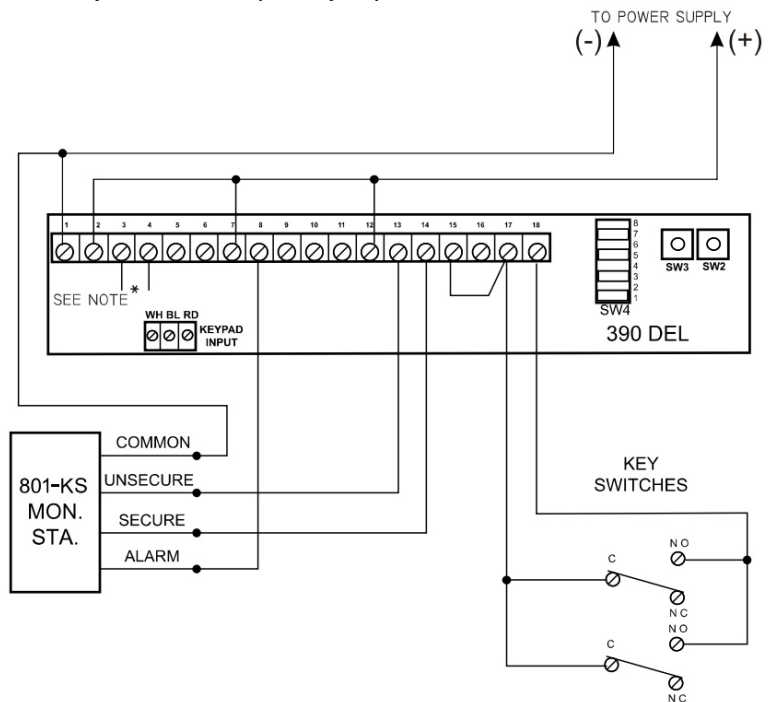 TO POWER SUPPLY
(-) (+)
1 2 3 4 5 6 7 8 9 10 11 12 13 14 15 16 17 18
8
7
6
5
4
3
2
1
SW3 SW2
SEE NOTE *
SW4
WH BL RD
KEYPAD
INPUT
390 DEL
801-KS
MON.
STA.
COMMON
UNSECURE
SECURE
ALARM
KEY
SWITCHES
NO
C
NC
NO
C
NC